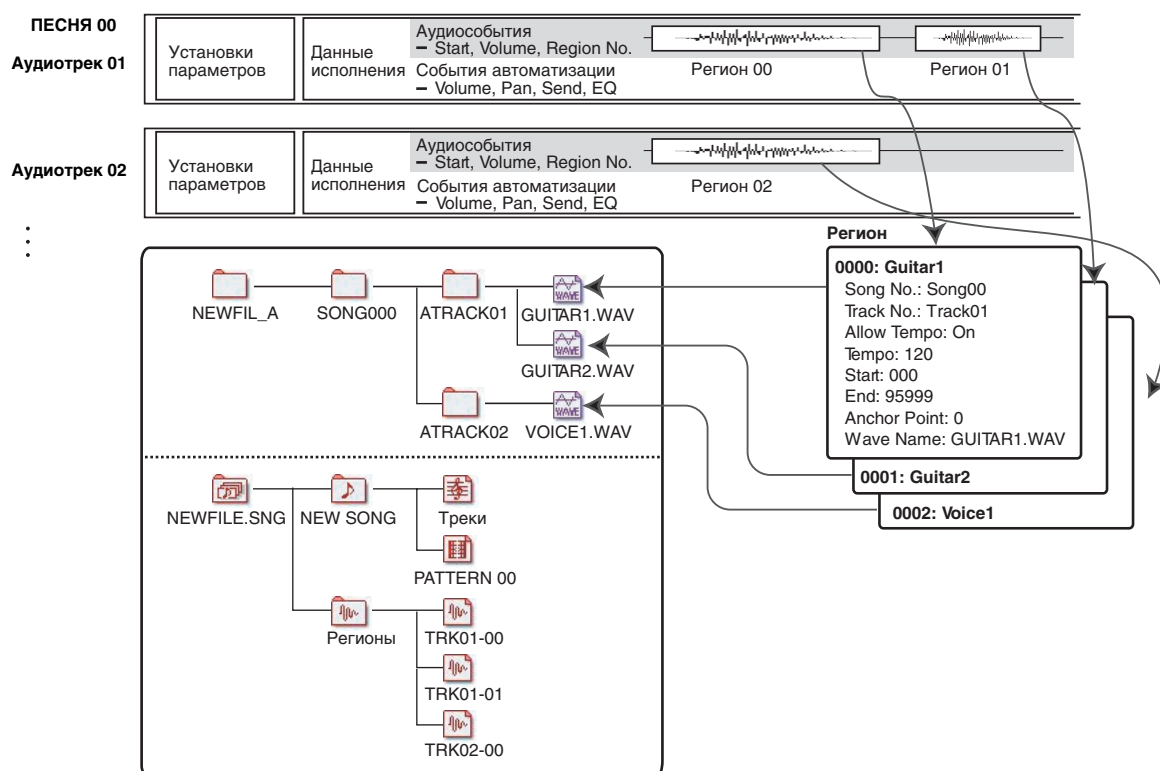 ПЕСНЯ 00
Аудиотрек 01
Установки
параметров
Данные
исполнения
Аудиособытия
– Start, Volume, Region No.
События автоматизации
– Volume, Pan, Send, EQ
Регион 00
Регион 01
Аудиотрек 02
Установки
параметров
Данные
исполнения
Аудиособытия
– Start, Volume, Region No.
События автоматизации
– Volume, Pan, Send, EQ
Регион 02
Регион
0000: Guitar1
Song No.: Song00
Track No.: Track01
Allow Tempo: On
Tempo: 120
Start: 000
End: 95999
Anchor Point: 0
Wave Name: GUITAR1.WAV
0001: Guitar2
0002: Voice1
NEWFIL_A
SONG000
ATRACK01
WAVE
GUITAR1.WAV
WAVE
GUITAR2.WAV
ATRACK02
WAVE
VOICE1.WAV
NEWFILE.SNG
NEW SONG
Треки
PATTERN 00
Регионы
TRK01-00
TRK01-01
TRK02-00